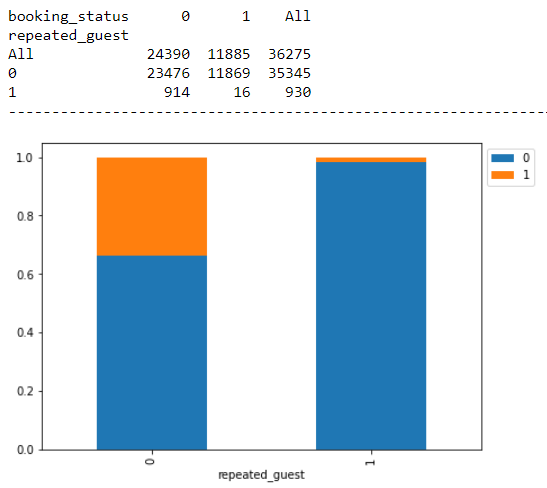 booking_status 0 1 All
repeated_guest
All 24390 11885 36275
0 23476 11869 35345
1 914 16 930
--------------------------------------------------------------------
1.0
0.8
0.6
0.4
0.2
0.0
0
1
0
1
repeated_guest